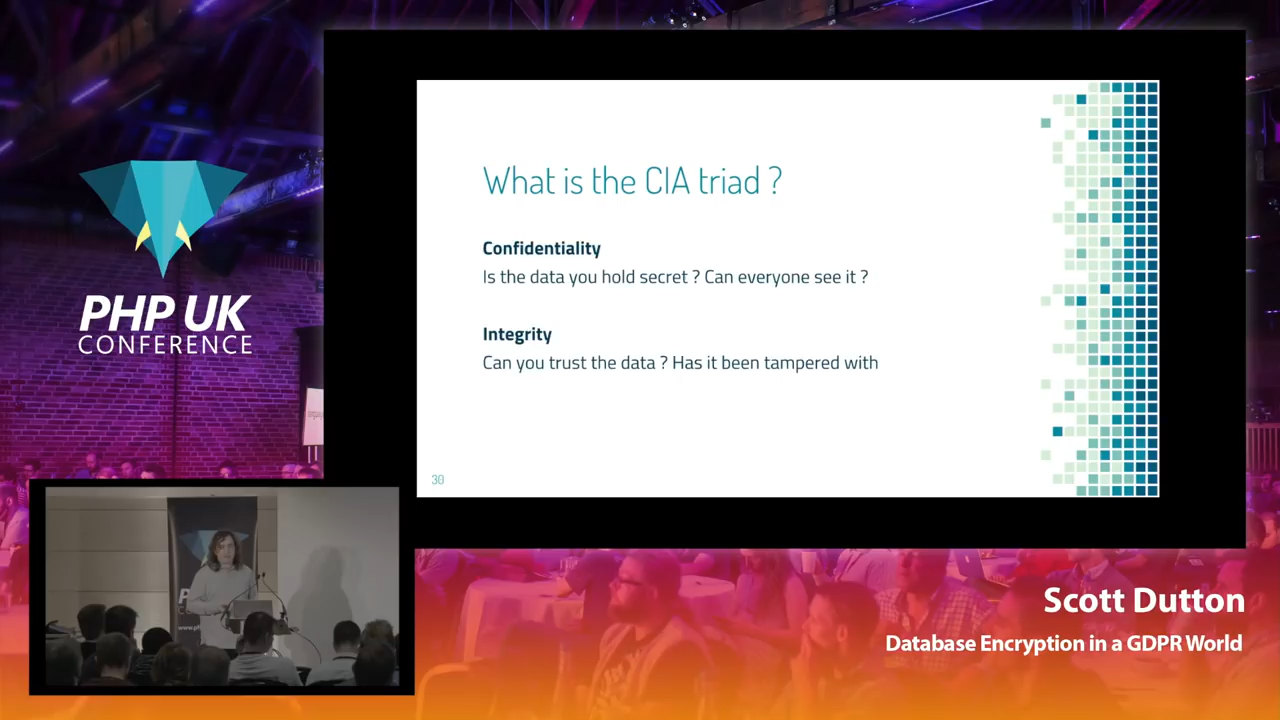 PHP UK
CONFERENCE
What is the CIA triad ?
Confidentiality
Is the data you hold secret ? Can everyone see it ?
Integrity
Can you trust the data ? Has it been tampered with
30
Scott Dutton
Database Encryption in a GDPR World